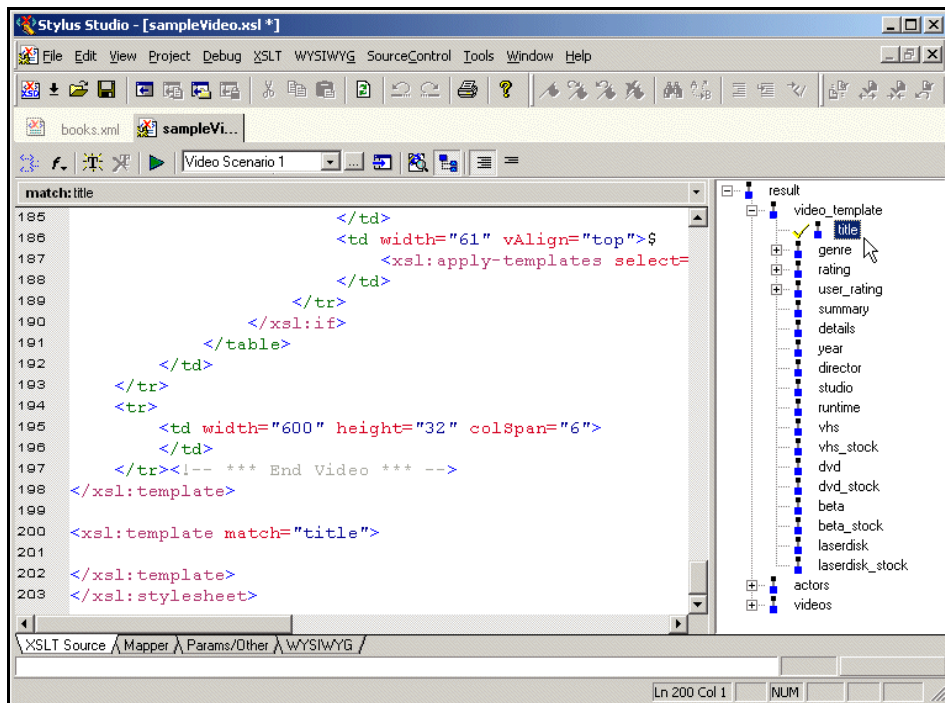 Stylus Studio - [sampleVideo.xsl *]
File Edit View Project Debug XSLT WYSIWYG SourceControl Tools Window Help
books.xml sampleVi...
Video Scenario 1
match: title
185 </td>
186 <td width="61" vAlign="top">$
187 <xsl:apply-templates select=
188 </td>
189 </tr>
190 </xsl:if>
191 </table>
192 </td>
193 </tr>
194 <tr>
195 <td width="600" height="32" colSpan="6">
196 </td>
197 </tr><!-- *** End Video *** -->
198 </xsl:template>
199
200 <xsl:template match="title">
201
202 </xsl:template>
203 </xsl:stylesheet>
result
video_template
title
genre
rating
user_rating
summary
details
year
director
studio
runtime
vhs
vhs_stock
dvd
dvd_stock
beta
beta_stock
laserdisk
laserdisk_stock
actors
videos
XSLT Source Mapper Params/Other WYSIWYG
Ln 200 Col 1 NUM